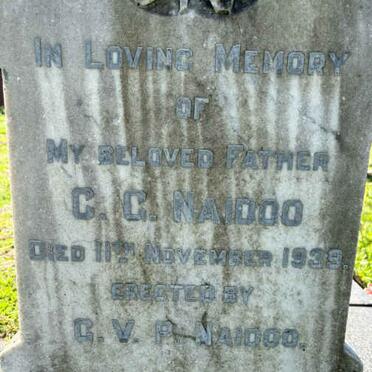 IN LOVING MEMORY
OF
MY BELOVED FATHER
C. C. NAIDOO
DIED 11TH NOVEMBER 1939.
ERECTED BY
C. V. P. NAIDOO.